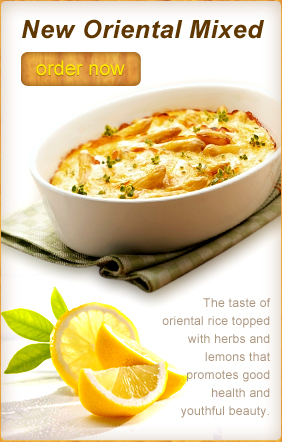 New Oriental Mixed
order now
The taste of
oriental rice topped
with herbs and
lemons that
promotes good
health and
youthful beauty.